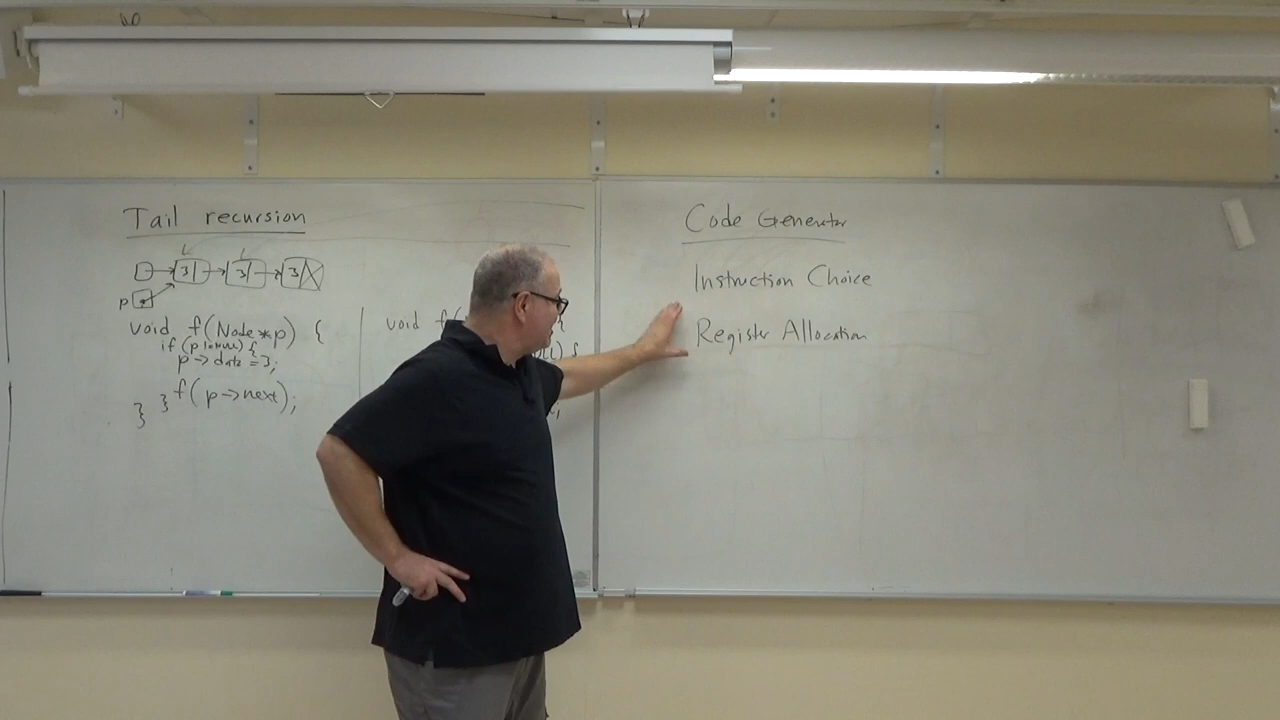 Tail recursion
3 3 3
p
void f(Node *p) {
if (p != NULL) {
p -> data = 3;
f(p -> next);
}
}
void f(
{
) {
;
Code Generator
Instruction Choice
Register Allocation